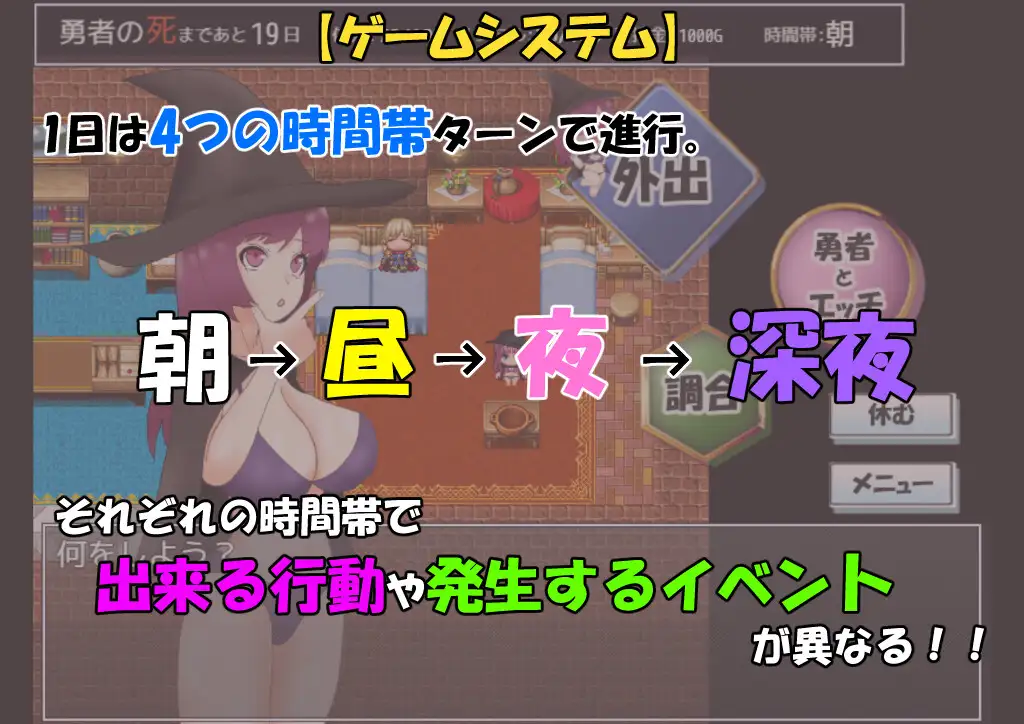 勇者の死まであと19日
【ゲームシステム】
1000G
時間帯:朝
1日は4つの時間帯ターンで進行。
外出
勇者
と
エッチ
朝→昼→夜→深夜
調合
休む
メニュー
それぞれの時間帯で
何をしよう?
出来る行動や発生するイベント
が異なる!!